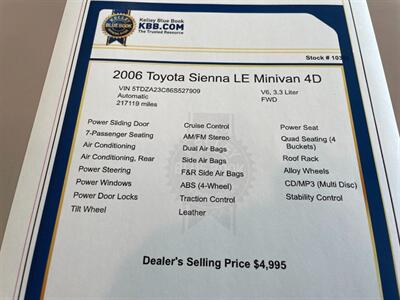 KELLEY
BLUE BOOK
Kelley Blue Book
KBB.COM
The Trusted Resource
Stock # 103
2006 Toyota Sienna LE Minivan 4D
VIN 5TDZA23C86S527909
Automatic
217119 miles
V6, 3.3 Liter
FWD
Power Sliding Door
7-Passenger Seating
Air Conditioning
Air Conditioning, Rear
Power Steering
Power Windows
Power Door Locks
Tilt Wheel
Cruise Control
AM/FM Stereo
Dual Air Bags
Side Air Bags
F&R Side Air Bags
ABS (4-Wheel)
Traction Control
Leather
Power Seat
Quad Seating (4
Buckets)
Roof Rack
Alloy Wheels
CD/MP3 (Multi Disc)
Stability Control
Dealer's Selling Price $4,995